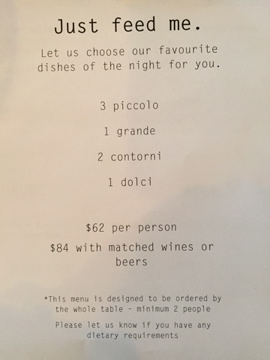 Just feed me.
Let us choose our favourite
dishes of the night for you.
3 piccolo
1 grande
2 contorni
1 dolci
$62 per person
$84 with matched wines or
beers
*This menu is designed to be ordered by
the whole table - minimum 2 people
Please let us know if you have any
dietary requirements